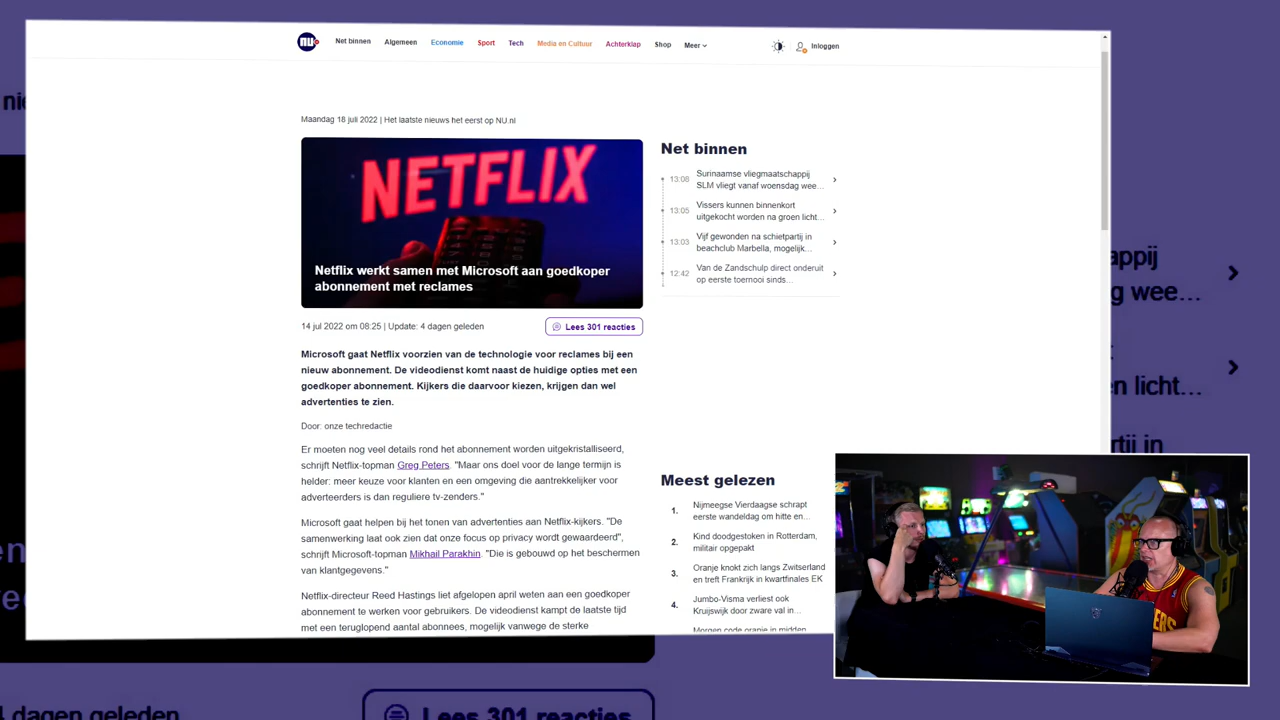 nu
Net binnen
Algemeen
Economie
Sport
Tech
Media en Cultuur
Achterklap
Shop
Meer
Inloggen
Maandag 18 juli 2022 | Het laatste nieuws het eerst op NU.nl
NETFLIX
Netflix werkt samen met Microsoft aan goedkoper
abonnement met reclames
14 jul 2022 om 08:25 | Update: 4 dagen geleden
Lees 301 reacties
Microsoft gaat Netflix voorzien van de technologie voor reclames bij een
nieuw abonnement. De videodienst komt naast de huidige opties met een
goedkoper abonnement. Kijkers die daarvoor kiezen, krijgen dan wel
advertenties te zien.
Door: onze techredactie
Er moeten nog veel details rond het abonnement worden uitgekristalliseerd,
schrijft Netflix-topman Greg Peters. "Maar ons doel voor de lange termijn is
helder: meer keuze voor klanten en een omgeving die aantrekkelijker voor
adverteerders is dan reguliere tv-zenders."
Microsoft gaat helpen bij het tonen van advertenties aan Netflix-kijkers. "De
samenwerking laat ook zien dat onze focus op privacy wordt gewaardeerd",
schrijft Microsoft-topman Mikhail Parakhin. "Die is gebouwd op het beschermen
van klantgegevens."
Netflix-directeur Reed Hastings liet afgelopen april weten aan een goedkoper
abonnement te werken voor gebruikers. De videodienst kampt de laatste tijd
met een teruglopend aantal abonnees, mogelijk vanwege de sterke
Net binnen
13:08 Surinaamse vliegmaatschappij
SLM vliegt vanaf woensdag wee...
13:05 Vissers kunnen binnenkort
uitgekocht worden na groen licht...
13:03 Vijf gewonden na schietpartij in
beachclub Marbella, mogelijk...
12:42 Van de Zandschulp direct onderuit
op eerste toernooi sinds...
Meest gelezen
1. Nijmeegse Vierdaagse schrapt
eerste wandeldag om hitte en...
2. Kind doodgestoken in Rotterdam,
militair opgepakt
3. Oranje knokt zich langs Zwitserland
en treft Frankrijk in kwartfinales EK
4. Jumbo-Visma verliest ook
Kruijswijk door zware val in ..
Morgen code oranje in midden
appij
g wee...
en licht...
rtij in
4 dagen geleden
Lees 301 reacties